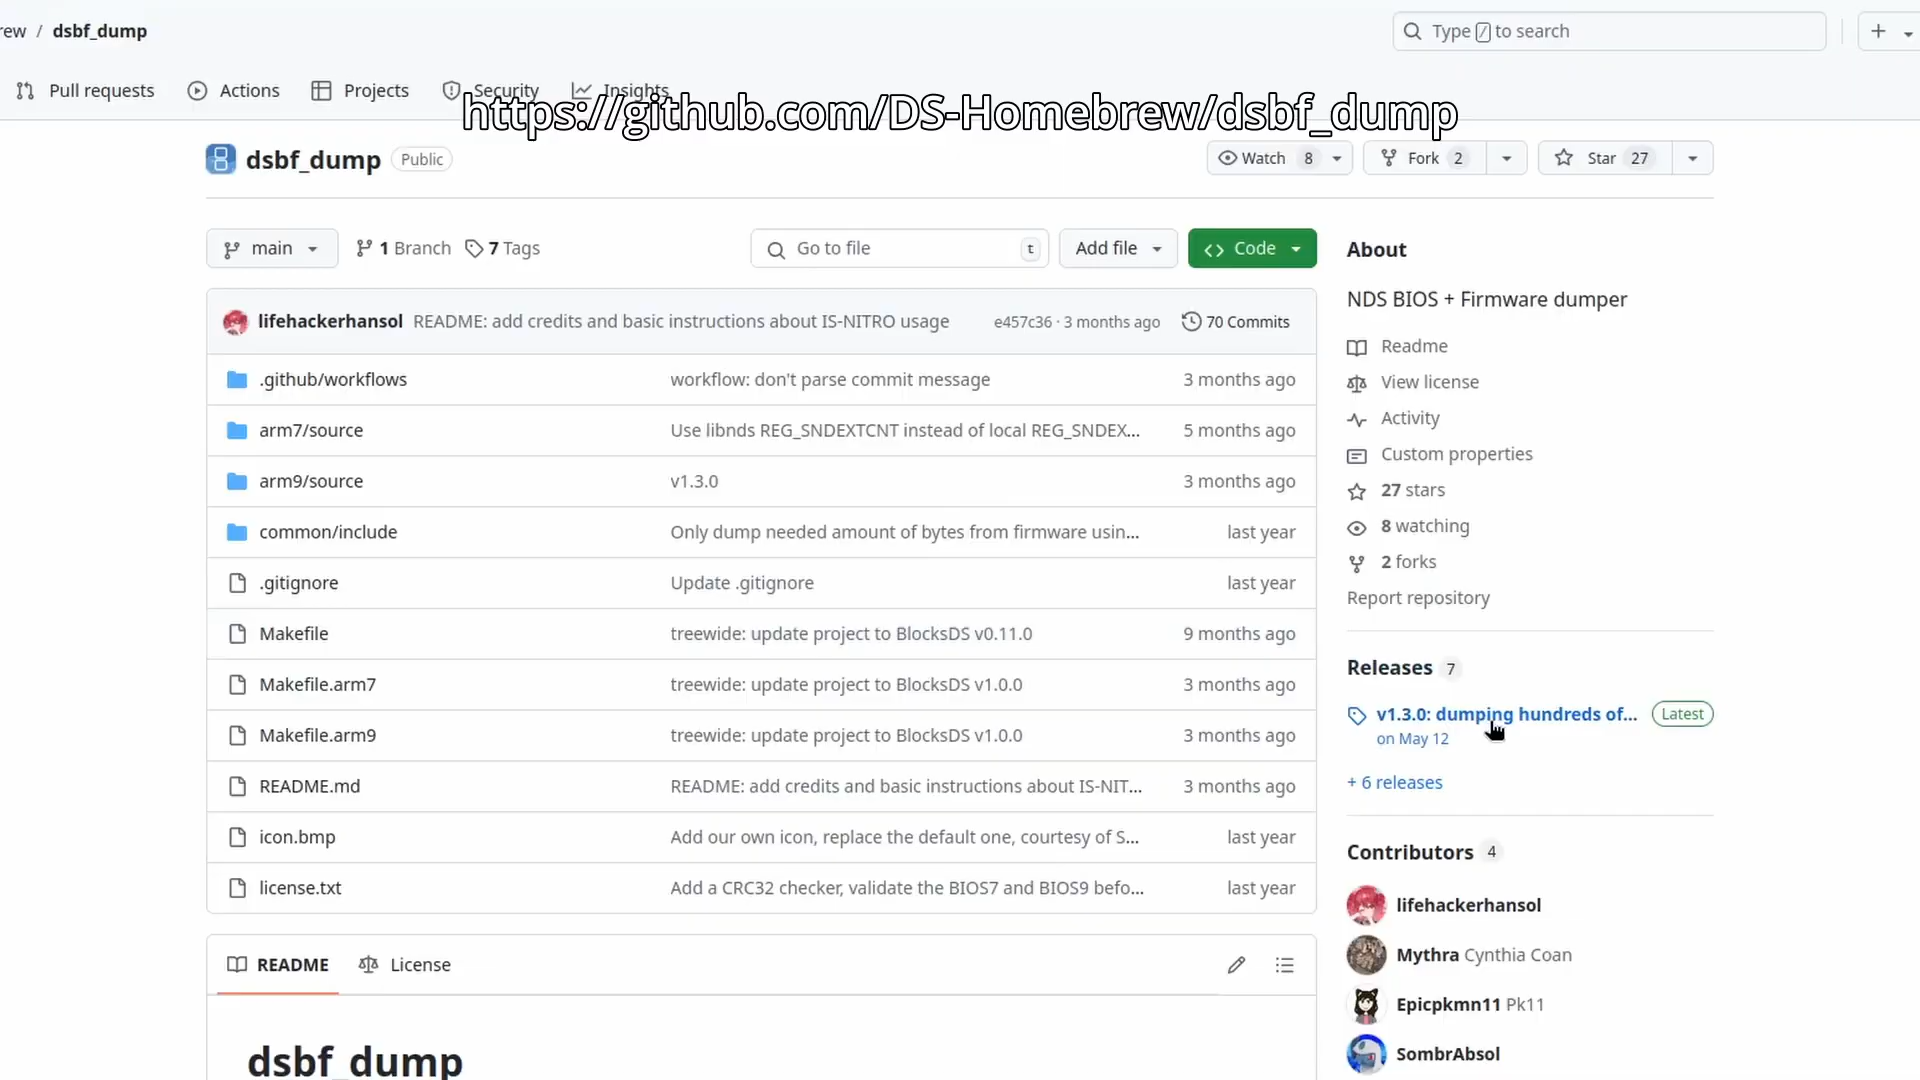 rew / dsbf_dump
Type / to search
Pull requests Actions Projects Security Insights
https://github.com/DS-Homebrew/dsbf_dump
dsbf_dump Public
Watch 8 Fork 2 Star 27
main 1 Branch 7 Tags Go to file t Add file Code
lifehackerhansol README: add credits and basic instructions about IS-NITRO usage e457c36 · 3 months ago 70 Commits
.github/workflows workflow: don't parse commit message 3 months ago
arm7/source Use libnds REG_SNDEXTCNT instead of local REG_SNDEX... 5 months ago
arm9/source v1.3.0 3 months ago
common/include Only dump needed amount of bytes from firmware usin... last year
.gitignore Update .gitignore last year
Makefile treewide: update project to BlocksDS v0.11.0 9 months ago
Makefile.arm7 treewide: update project to BlocksDS v1.0.0 3 months ago
Makefile.arm9 treewide: update project to BlocksDS v1.0.0 3 months ago
README.md README: add credits and basic instructions about IS-NIT... 3 months ago
icon.bmp Add our own icon, replace the default one, courtesy of S... last year
license.txt Add a CRC32 checker, validate the BIOS7 and BIOS9 befo... last year
README License
dsbf_dump
About
NDS BIOS + Firmware dumper
Readme
View license
Activity
Custom properties
27 stars
8 watching
2 forks
Report repository
Releases 7
v1.3.0: dumping hundreds of... Latest
on May 12
+ 6 releases
Contributors 4
lifehackerhansol
Mythra Cynthia Coan
Epicpkmn11 Pk11
SombrAbsol